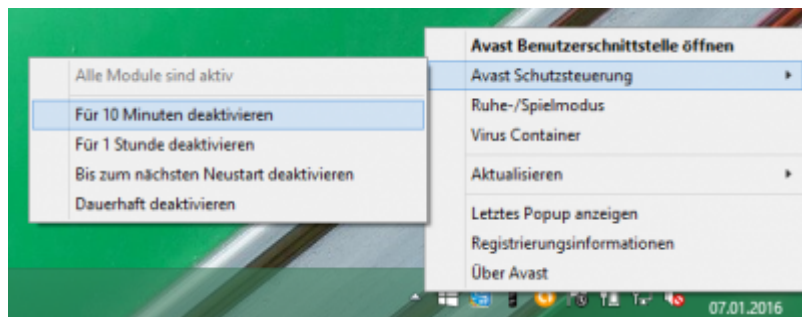 Alle Module sind aktiv
Für 10 Minuten deaktivieren
Für 1 Stunde deaktivieren
Bis zum nächsten Neustart deaktivieren
Dauerhaft deaktivieren
Avast Benutzerschnittstelle öffnen
Avast Schutzsteuerung
Ruhe-/Spielmodus
Virus Container
Aktualisieren
Letztes Popup anzeigen
Registrierungsinformationen
Über Avast
07.01.2016